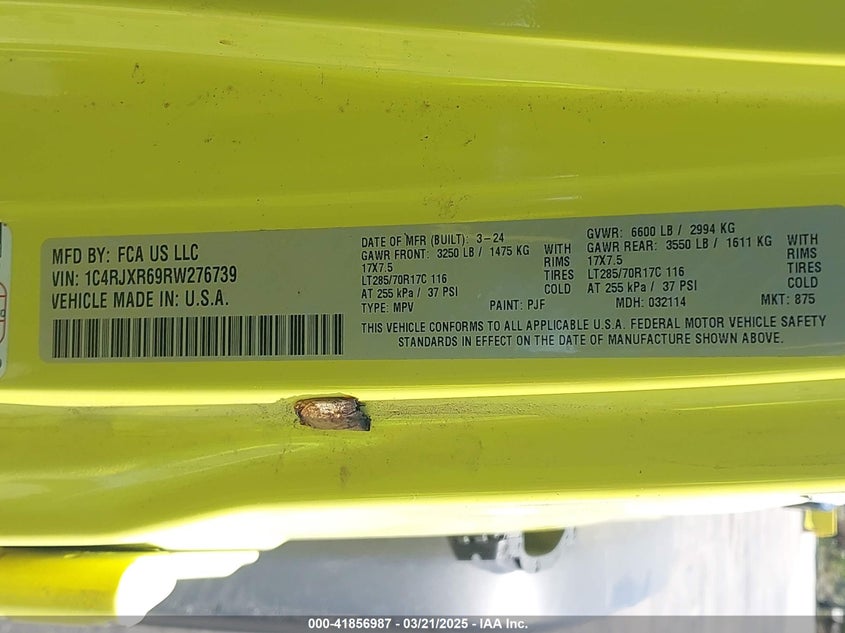 MFD BY: FCA US LLC
VIN: 1C4RJXR69RW276739
VEHICLE MADE IN: U.S.A.
DATE OF MFR (BUILT): 3-24
GAWR FRONT: 3250 LB / 1475 KG WITH
17X7.5 RIMS
LT285/70R17C 116 TIRES
AT 255 kPa / 37 PSI COLD
TYPE: MPV PAINT: PJF
GVWR: 6600 LB / 2994 KG
GAWR REAR: 3550 LB / 1611 KG WITH
17X7.5 RIMS
LT285/70R17C 116 TIRES
AT 255 kPa / 37 PSI COLD
MDH: 032114 MKT: 875
THIS VEHICLE CONFORMS TO ALL APPLICABLE U.S.A. FEDERAL MOTOR VEHICLE SAFETY
STANDARDS IN EFFECT ON THE DATE OF MANUFACTURE SHOWN ABOVE.
000-41856987 - 03/21/2025 - IAA Inc.